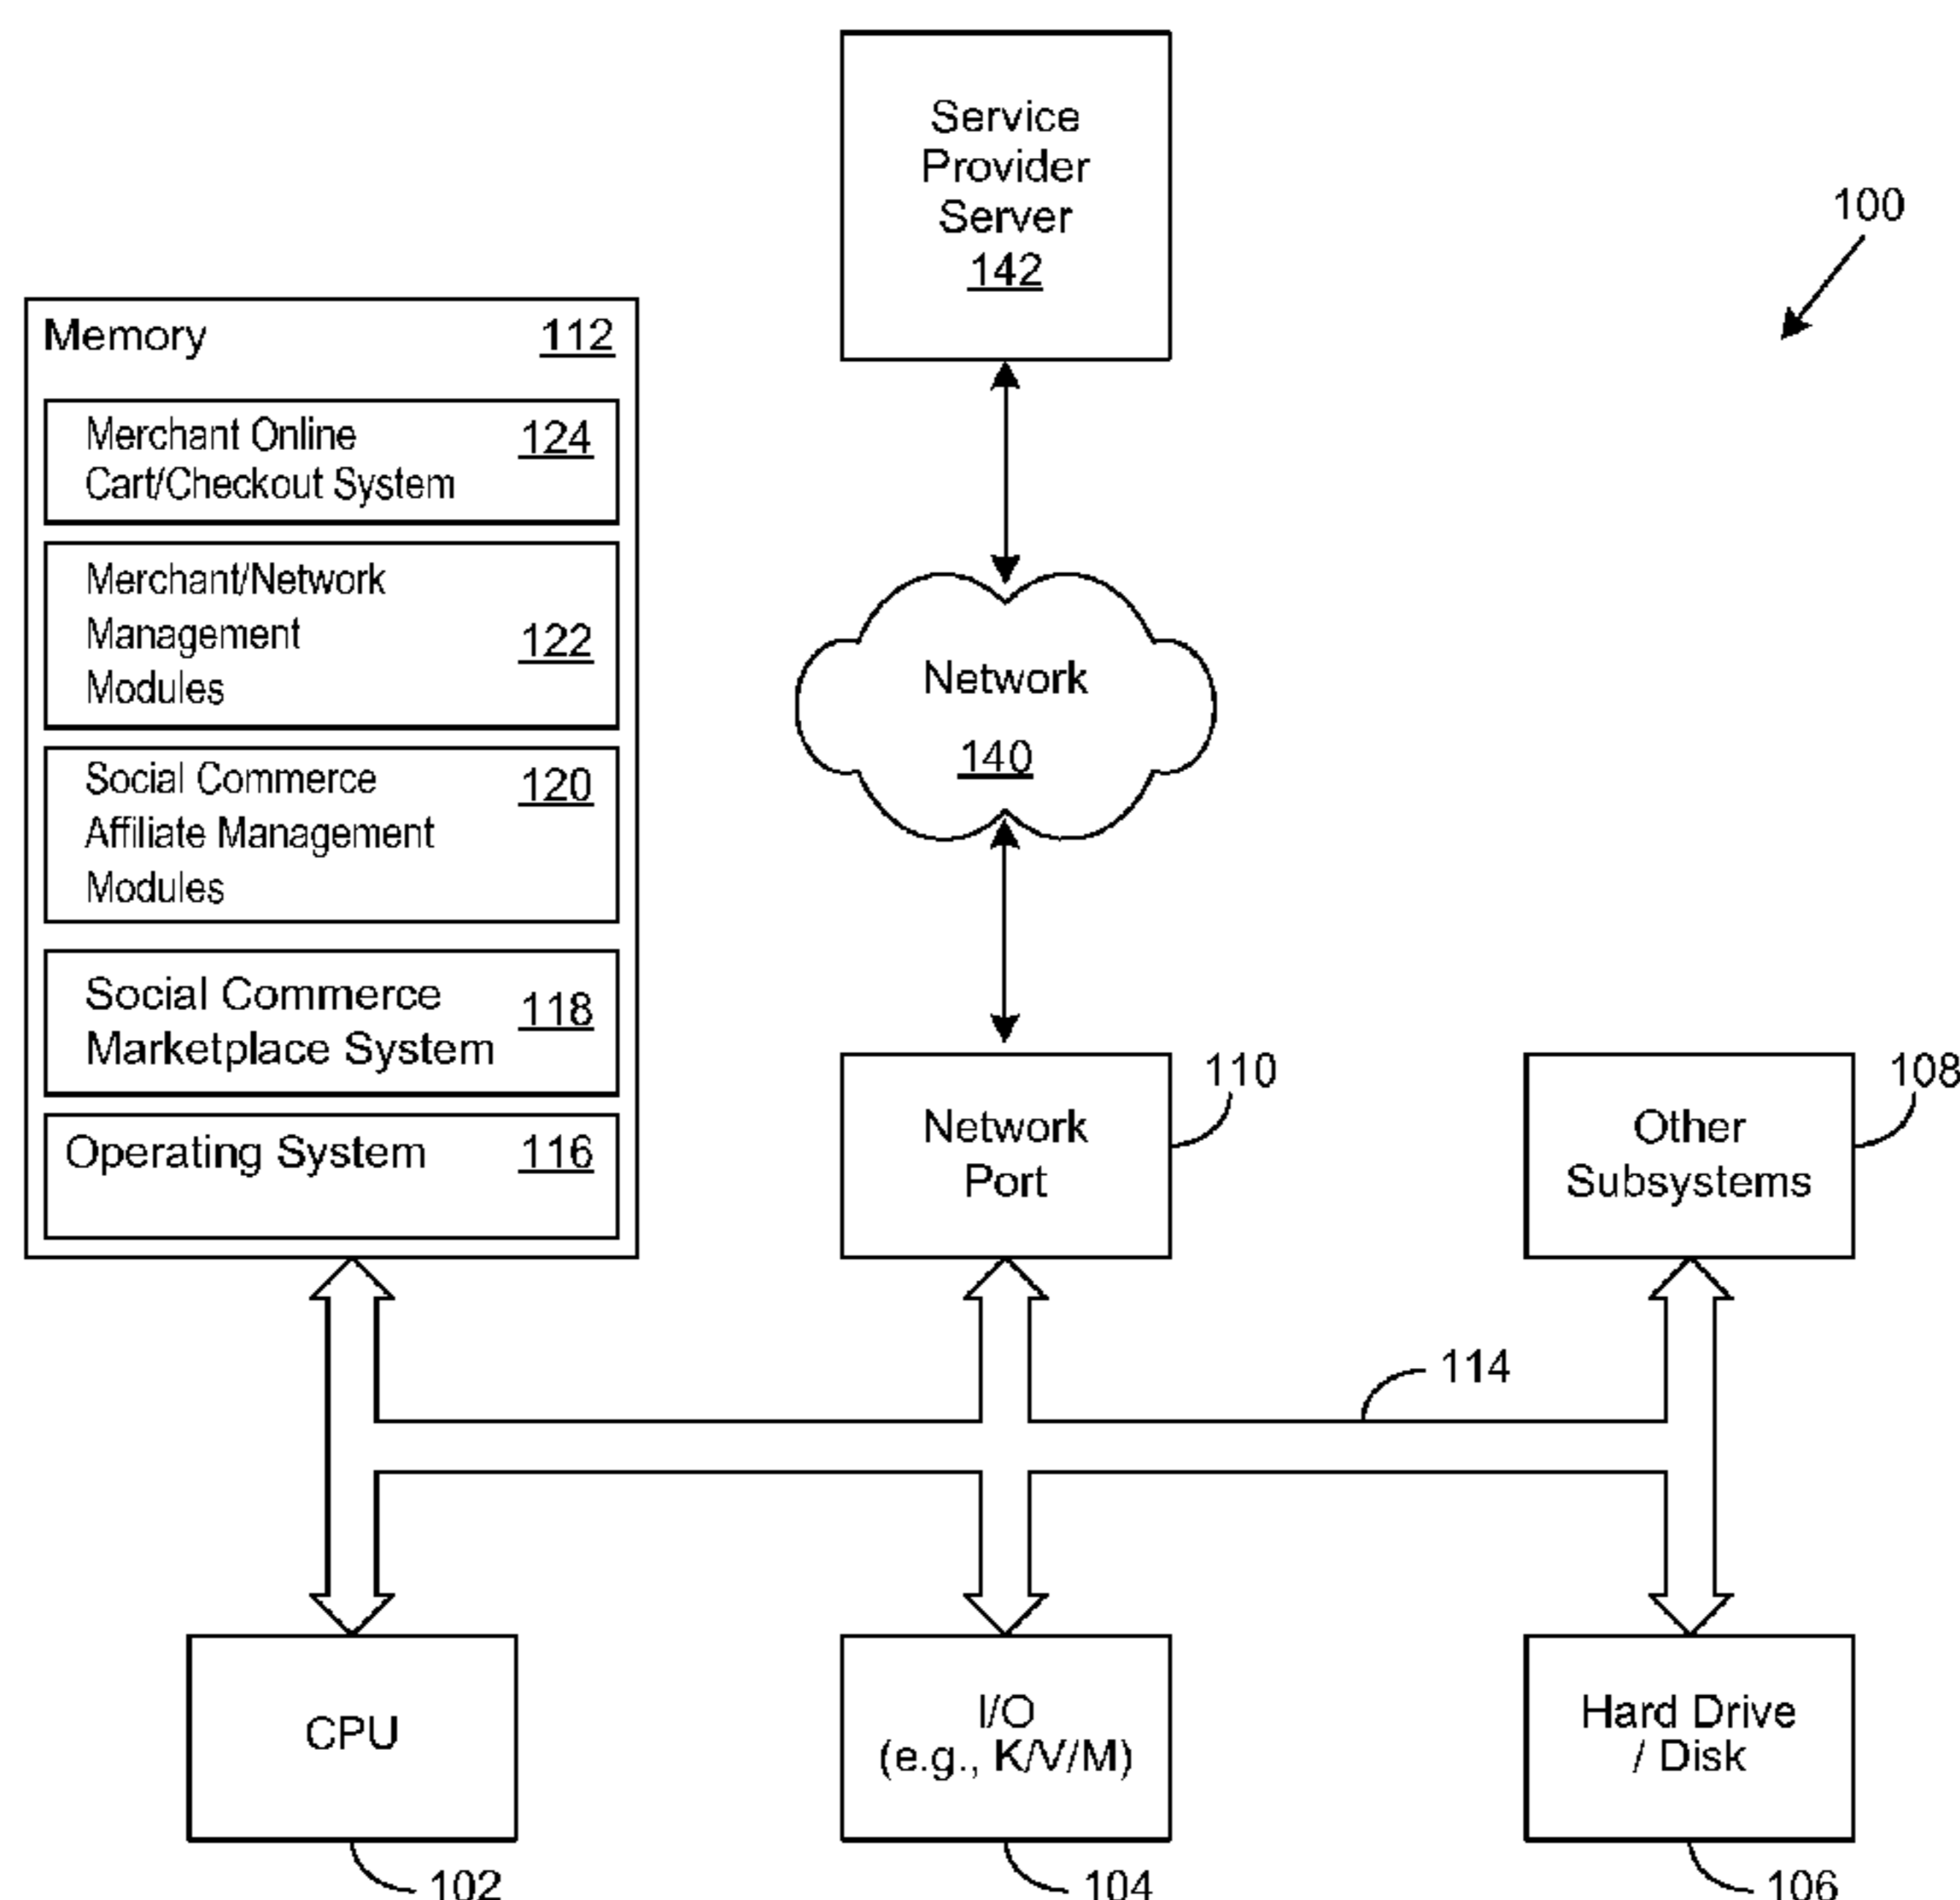 Service
Provider
Server
142
100
Memory 112
Merchant Online 124
Cart/Checkout System
Merchant/Network
Management 122
Modules
Social Commerce 120
Affiliate Management
Modules
Social Commerce 118
Marketplace System
Operating System 116
Network
140
Network
Port
110
Other
Subsystems
108
114
CPU
102
I/O
(e.g., K/V/M)
104
Hard Drive
/ Disk
106